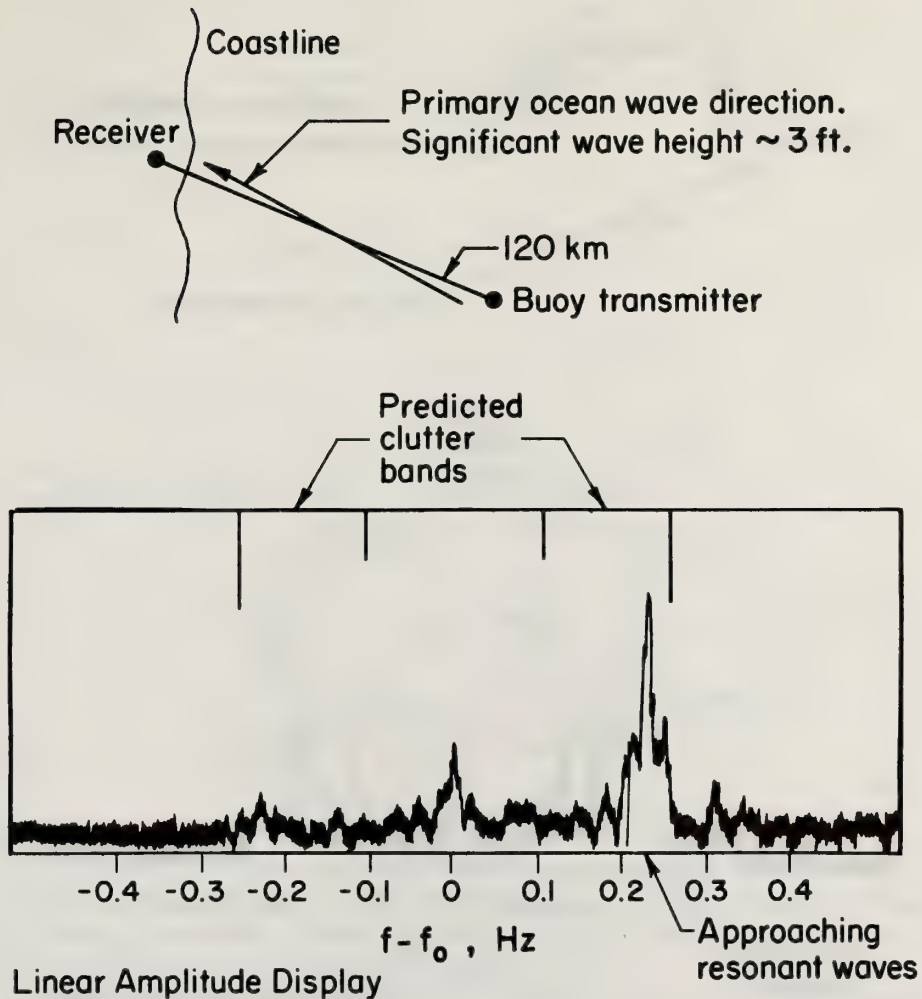 Coastline
Receiver
Primary ocean wave direction.
Significant wave height ~ 3 ft.
120 km
Buoy transmitter
Predicted
clutter
bands
-0.4 -0.3 -0.2 -0.1 0 0.1 0.2 0.3 0.4
f-f₀ , Hz
Approaching
resonant waves
Linear Amplitude Display